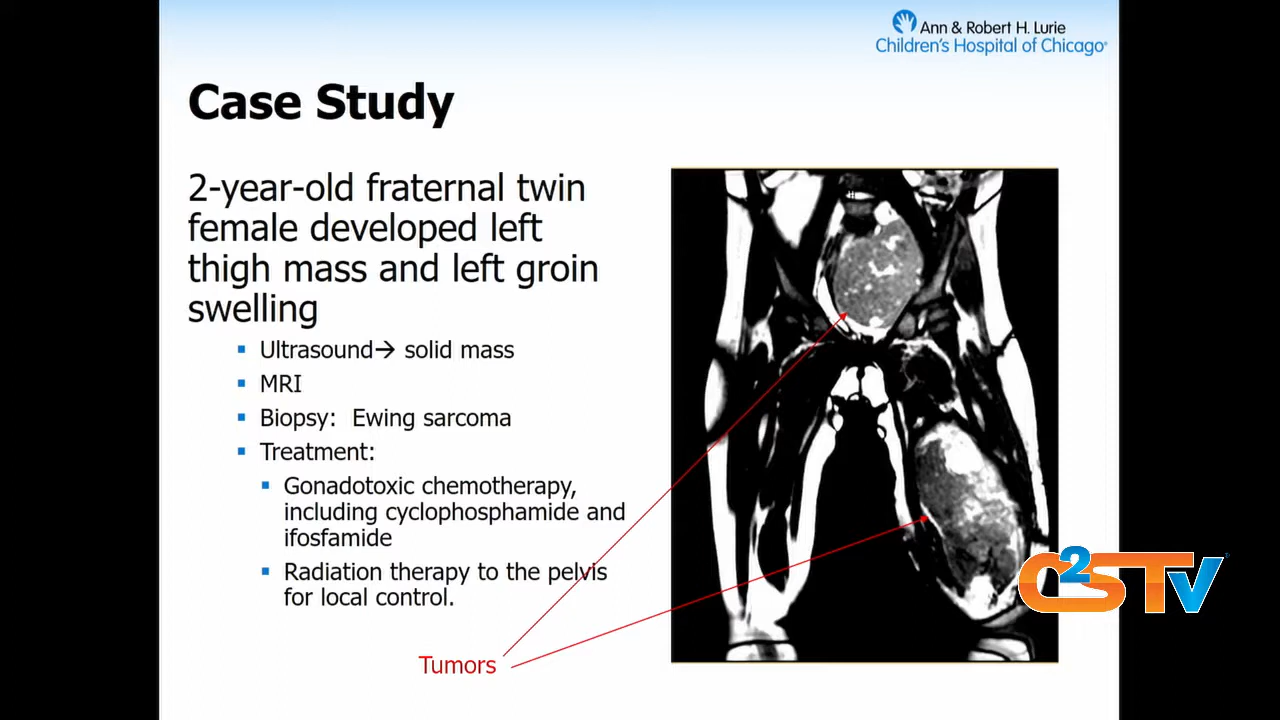 Ann & Robert H. Lurie
Children's Hospital of Chicago
Case Study
2-year-old fraternal twin
female developed left
thigh mass and left groin
swelling
Ultrasound→ solid mass
MRI
Biopsy: Ewing sarcoma
Treatment:
Gonadotoxic chemotherapy,
including cyclophosphamide and
ifosfamide
Radiation therapy to the pelvis
for local control.
Tumors
C2STV